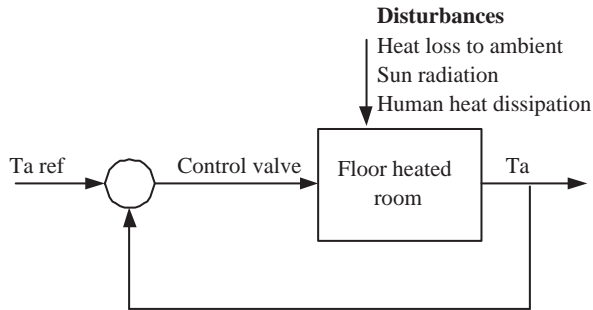 Disturbances
Heat loss to ambient
Sun radiation
Human heat dissipation
Ta ref
Control valve
Floor heated
room
Ta